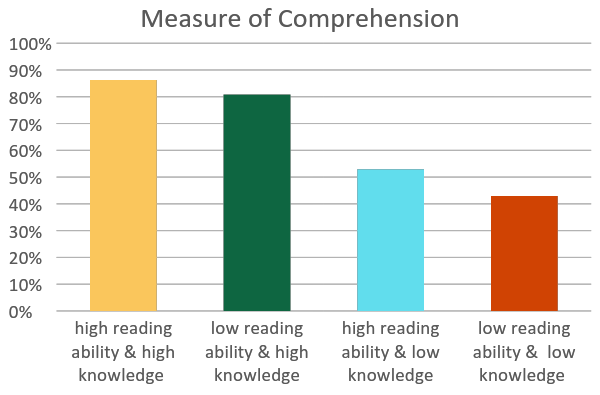 Measure of Comprehension
100%
90%
80%
70%
60%
50%
40%
30%
20%
10%
0%
high reading
ability & high
knowledge
low reading
ability & high
knowledge
high reading
ability & low
knowledge
low reading
ability &  low
knowledge